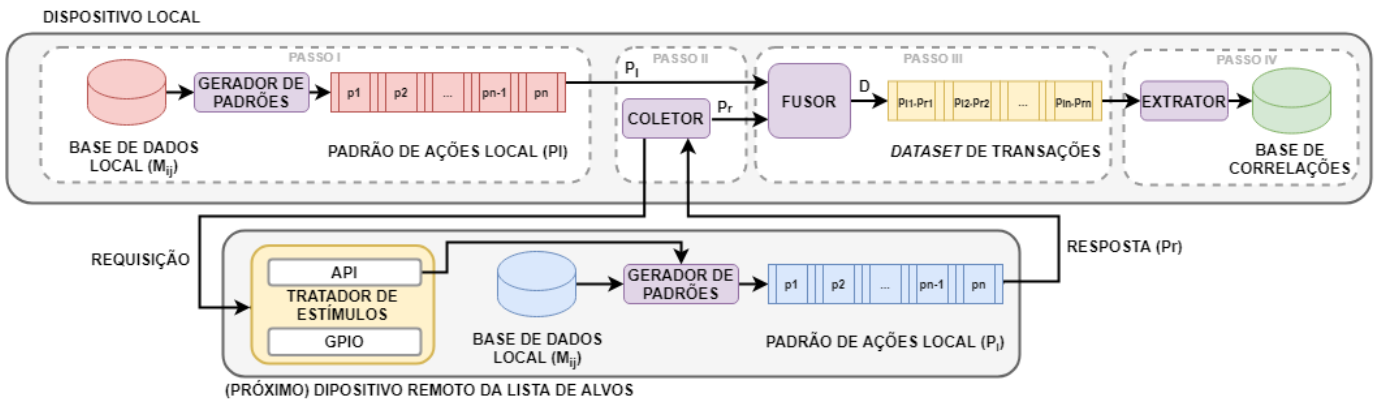 DISPOSITIVO LOCAL
PASSO I
PASSO II
PASSO III
PASSO IV
GERADOR DE
PADRÕES
p1
p2
...
pn-1
pn
BASE DE DADOS
LOCAL (Mij)
PADRÃO DE AÇÕES LOCAL (Pl)
Pl
COLETOR
Pr
FUSOR
D
Pl1-Pr1
Pl2-Pr2
...
Pln-Prn
DATASET DE TRANSAÇÕES
EXTRATOR
BASE DE
CORRELAÇÕES
REQUISIÇÃO
RESPOSTA (Pr)
API
TRATADOR DE
ESTÍMULOS
GPIO
BASE DE DADOS
LOCAL (Mij)
GERADOR DE
PADRÕES
p1
p2
...
pn-1
pn
PADRÃO DE AÇÕES LOCAL (Pl)
(PRÓXIMO) DIPOSITIVO REMOTO DA LISTA DE ALVOS